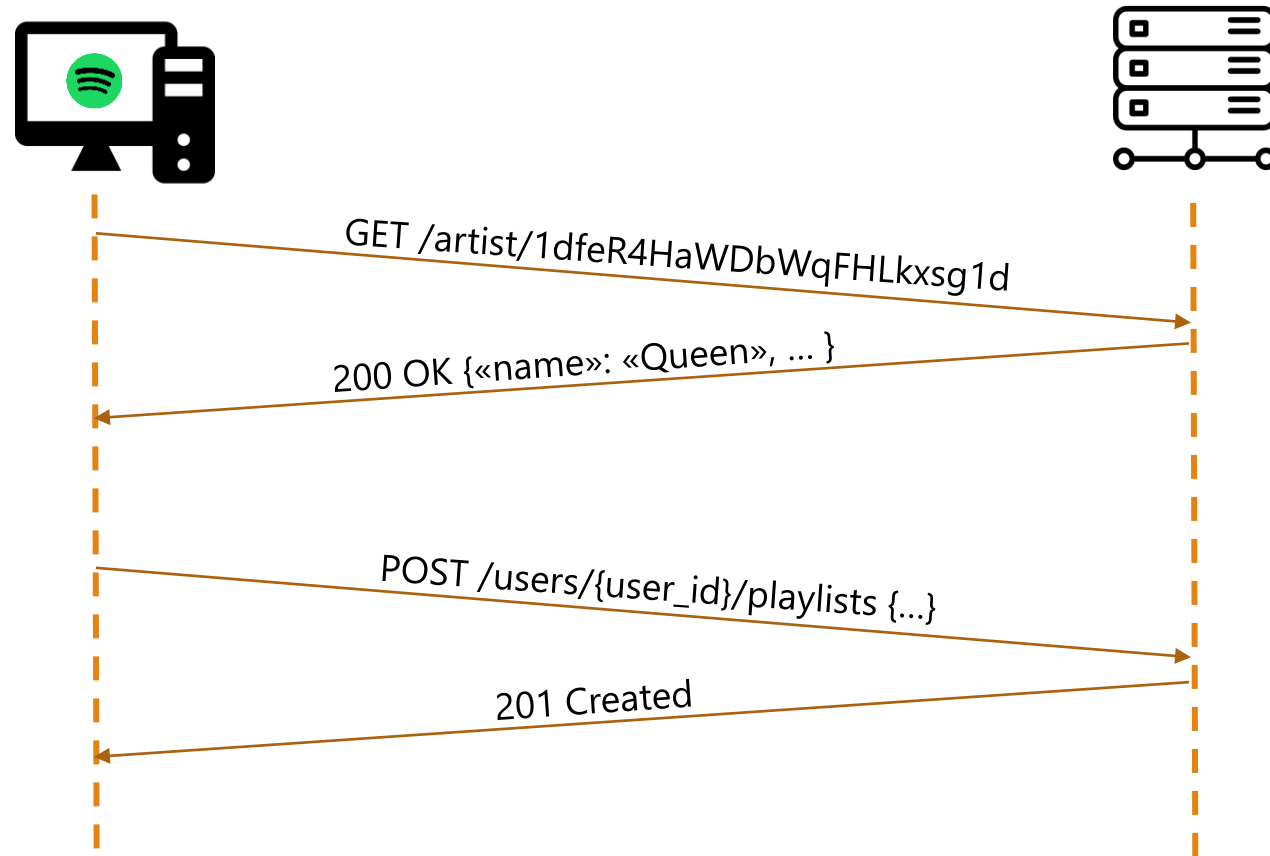 GET /artist/1dfeR4HaWDbWqFHLkxsg1d
200 OK {«name»: «Queen», ... }
POST /users/{user_id}/playlists {...}
201 Created